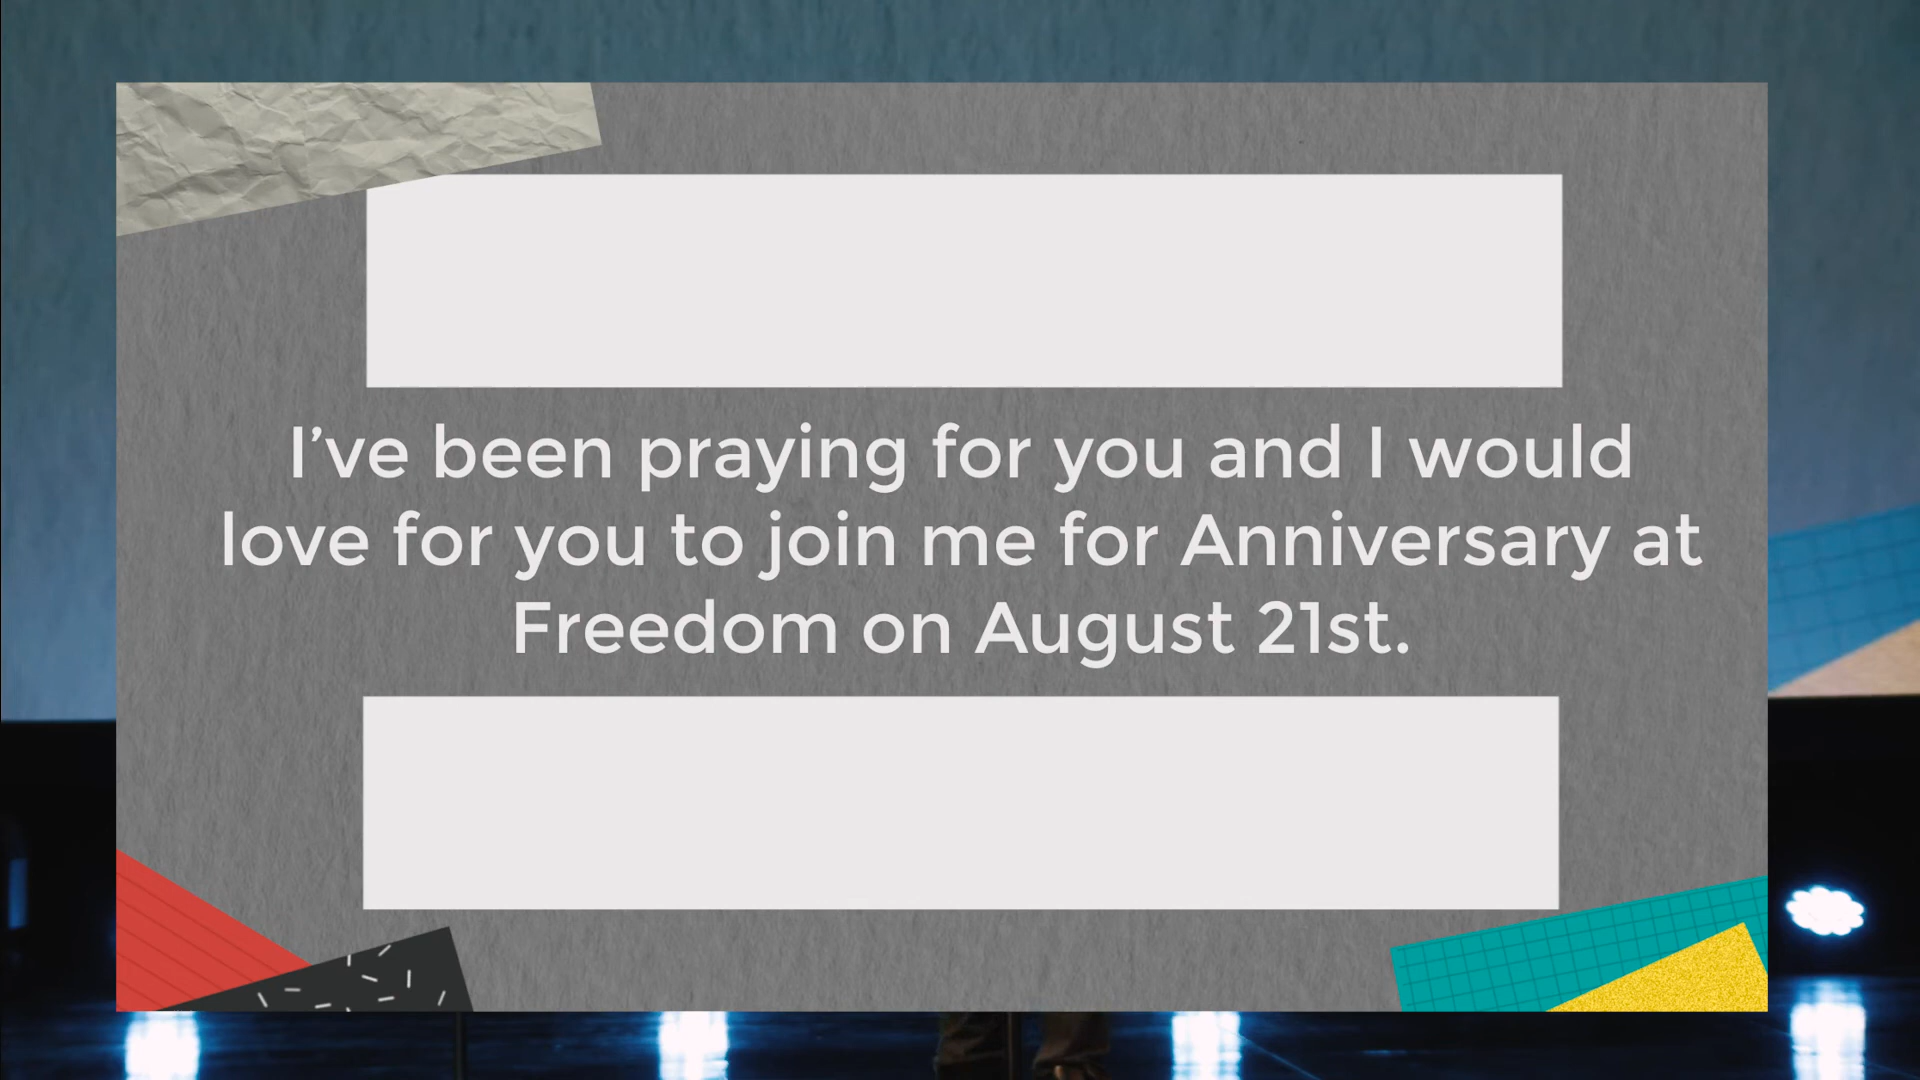 I’ve been praying for you and I would
love for you to join me for Anniversary at
Freedom on August 21st.